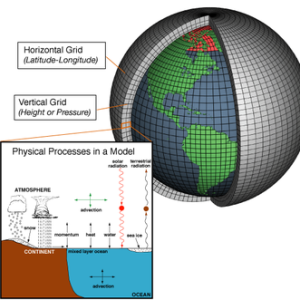 Horizontal Grid
(Latitude-Longitude)
Vertical Grid
(Height or Pressure)
Physical Processes in a Model
solar
radiation
terrestrial
radiation
ATMOSPHERE
advection
snow
momentum
heat
water
sea ice
CONTINENT
mixed layer ocean
advection
OCEAN